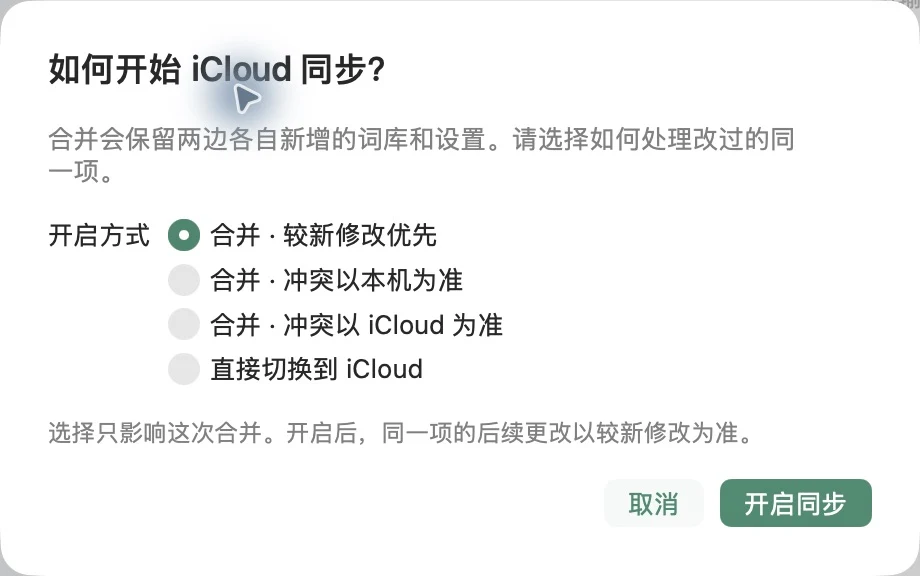 如何开始 iCloud 同步?
合并会保留两边各自新增的词库和设置。请选择如何处理改过的同
一项。
开启方式 合并 · 较新修改优先
合并 · 冲突以本机为准
合并 · 冲突以 iCloud 为准
直接切换到 iCloud
选择只影响这次合并。开启后，同一项的后续更改以较新修改为准。
取消 开启同步